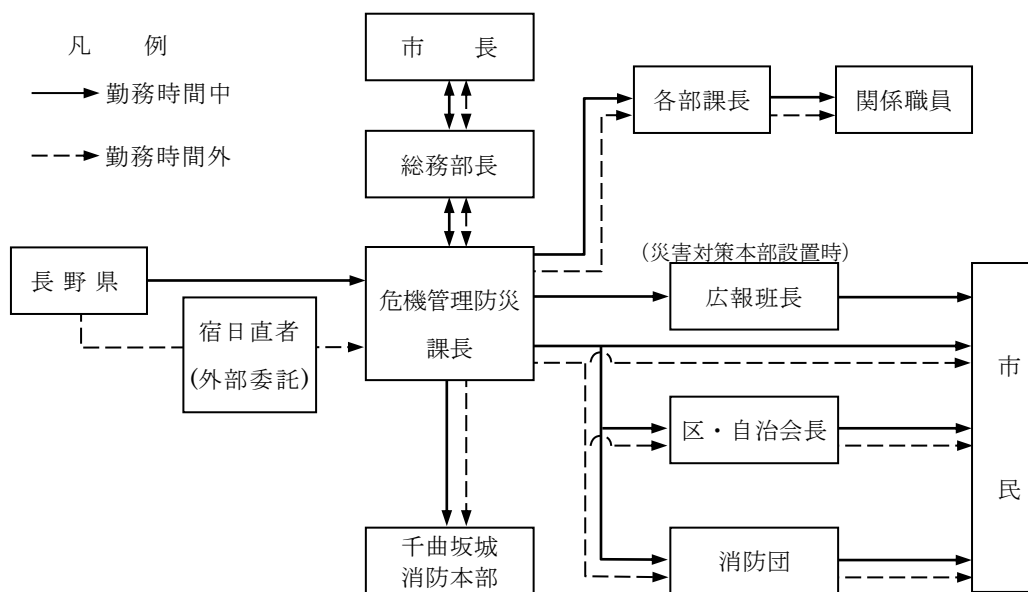 凡　　例
勤務時間中
勤務時間外
市　　長
総務部長
各部課長
関係職員
長野県
宿日直者
(外部委託)
危機管理防災
課長
(災害対策本部設置時)
広報班長
区・自治会長
消防団
市
民
千曲坂城
消防本部